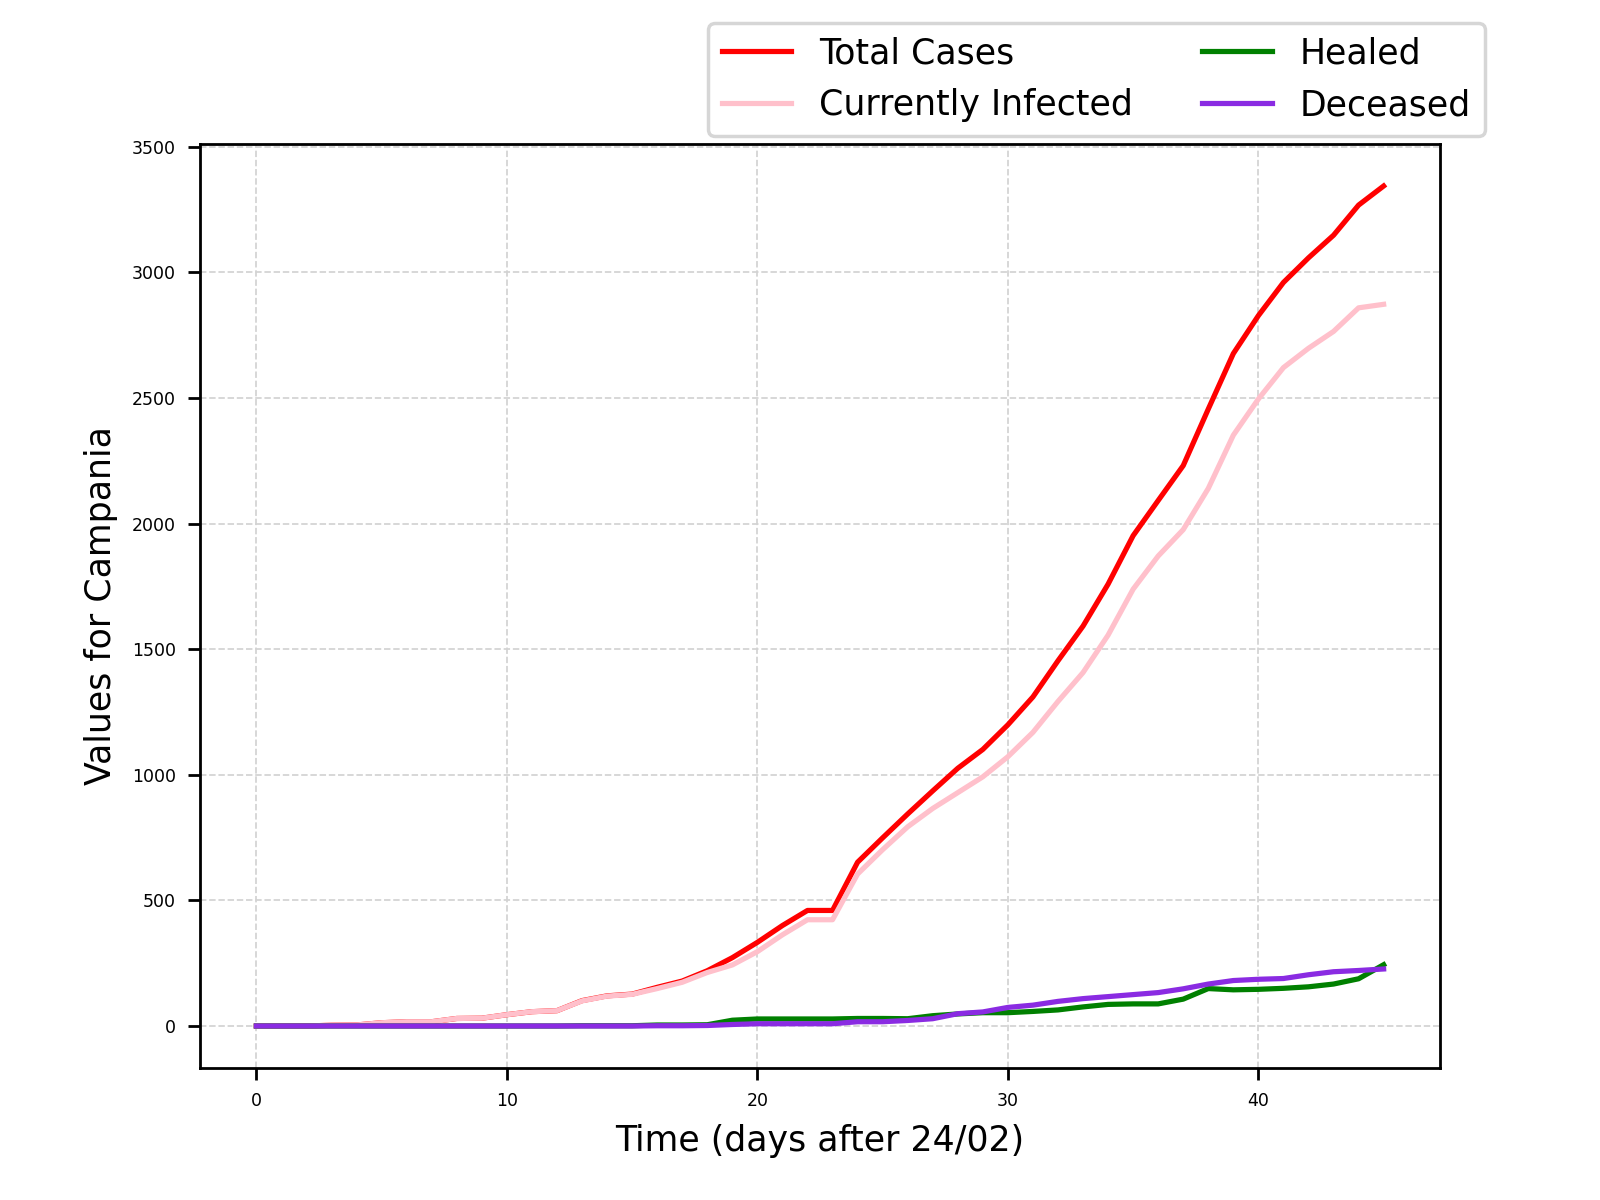 Total Cases
Currently Infected
Healed
Deceased
3500
3000
2500
2000
1500
1000
500
0
Values for Campania
0 10 20 30 40
Time (days after 24/02)